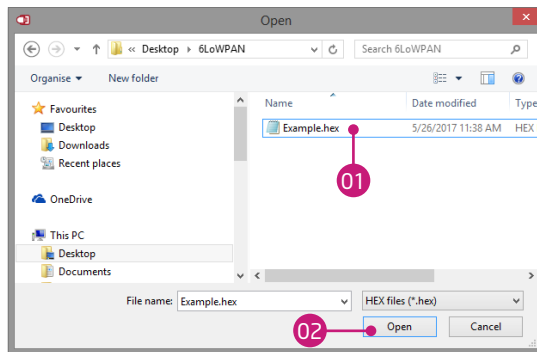 Open
« Desktop 6LoWPAN Search 6LoWPAN
Organise New folder
Favourites
Desktop
Downloads
Recent places
OneDrive
This PC
Desktop
Documents
Name Date modified Type
Example.hex 5/26/2017 11:38 AM HEX
01
File name: Example.hex HEX files (*.hex)
02 Open Cancel